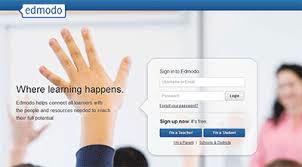 edmodo
Where learning happens.
Edmodo helps connect all learners with
the people and resources needed to reach
their full potential.
Sign in to Edmodo
Username or Email
Password
Login
Forgot your password?
Sign up now. It's free.
I'm a Teacher!
I'm a Student!
I'm a Parent
Schools & Districts